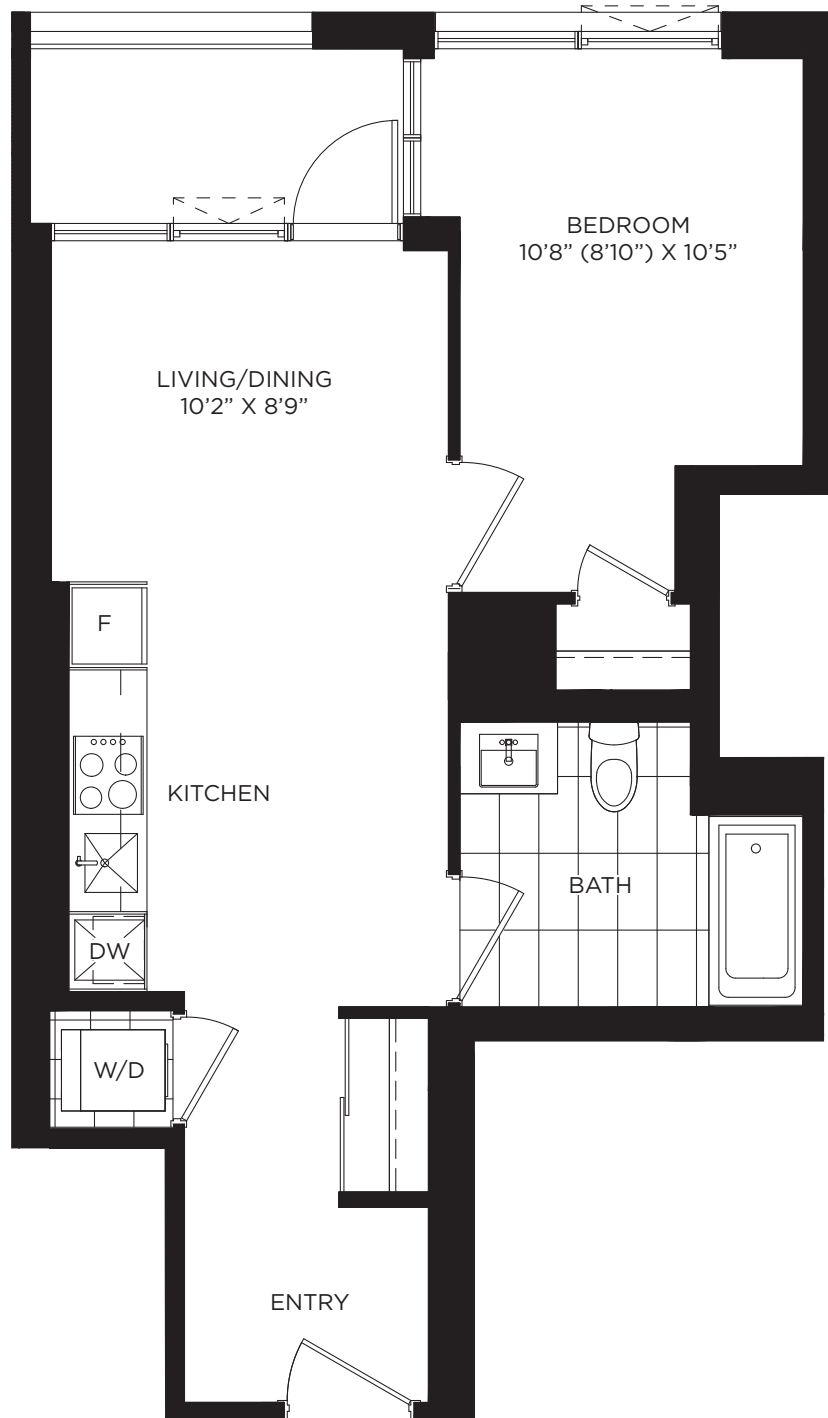 BEDROOM
10’8” (8’10”) X 10’5”
LIVING/DINING
10’2” X 8’9”
F
KITCHEN
BATH
DW
W/D
ENTRY